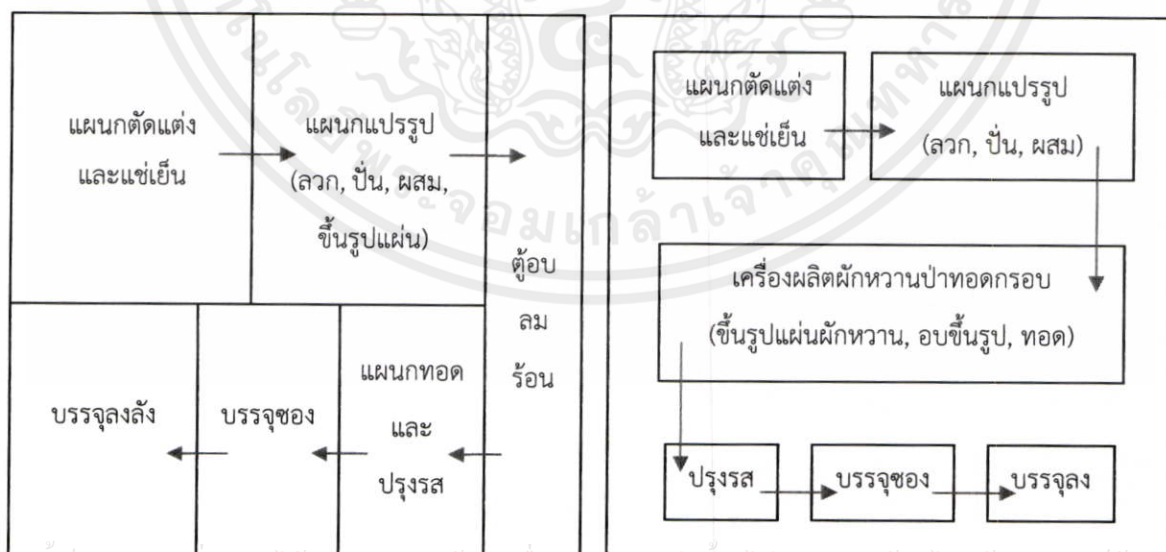 แผนกตัดแต่ง
และแช่เย็น
แผนกแปรรูป
(ลวก, ปั่น, ผสม,
ขึ้นรูปแผ่น)
ตู้อบ
ลม
ร้อน
แผนกทอด
และ
ปรุงรส
บรรจุซอง
บรรจุลงลัง
แผนกตัดแต่ง
และแช่เย็น
แผนกแปรรูป
(ลวก, ปั่น, ผสม)
เครื่องผลิตผักหวานป่าทอดกรอบ
(ขึ้นรูปแผ่นผักหวาน, อบขึ้นรูป, ทอด)
ปรุงรส
บรรจุซอง
บรรจุลง